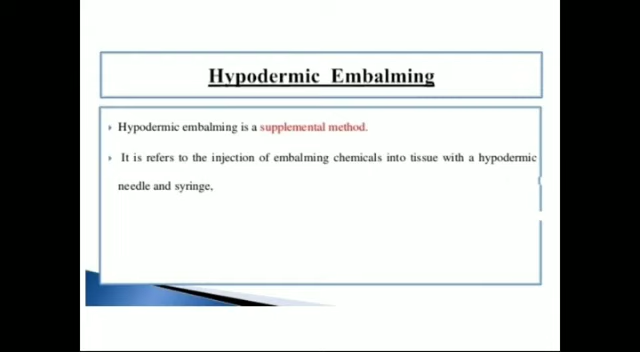 Hypodermic Embalming
Hypodermic embalming is a supplemental method.
It is refers to the injection of embalming chemicals into tissue with a hypodermic
needle and syringe,